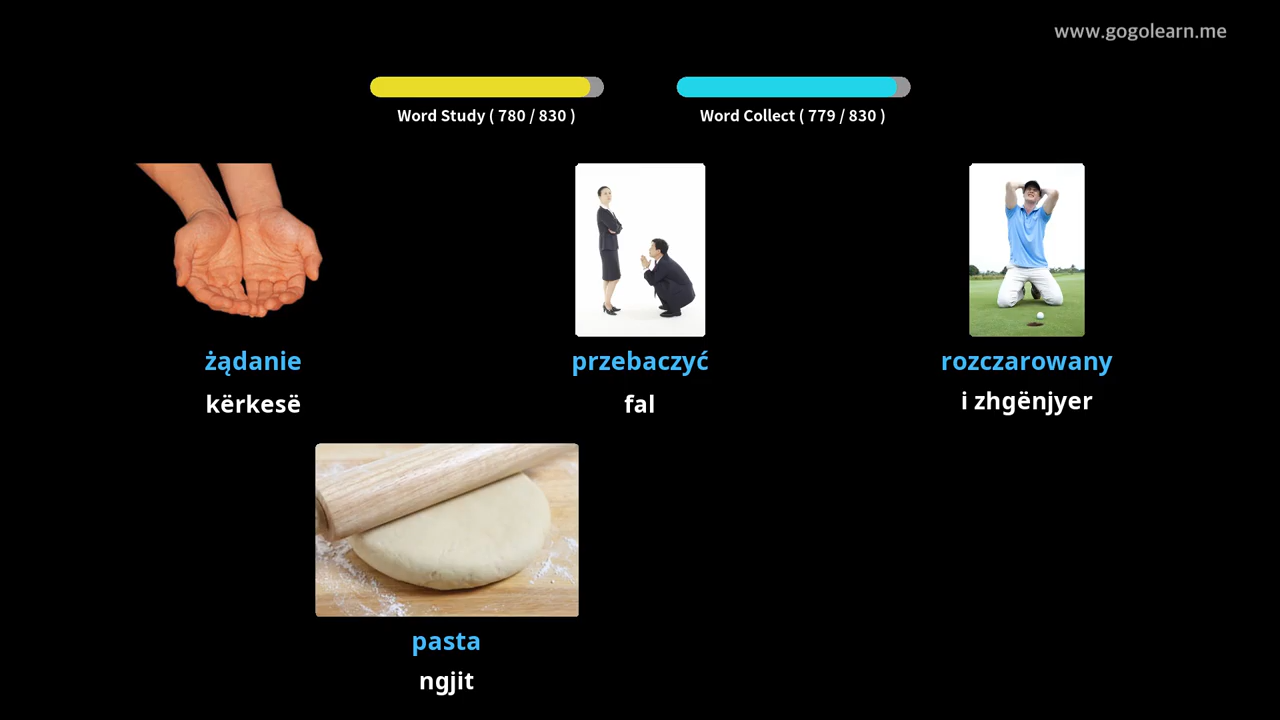 www.gogolearn.me
Word Study ( 780 / 830 )
Word Collect ( 779 / 830 )
żądanie
kërkesë
przebaczyć
fal
rozczarowany
i zhgënjyer
pasta
ngjit